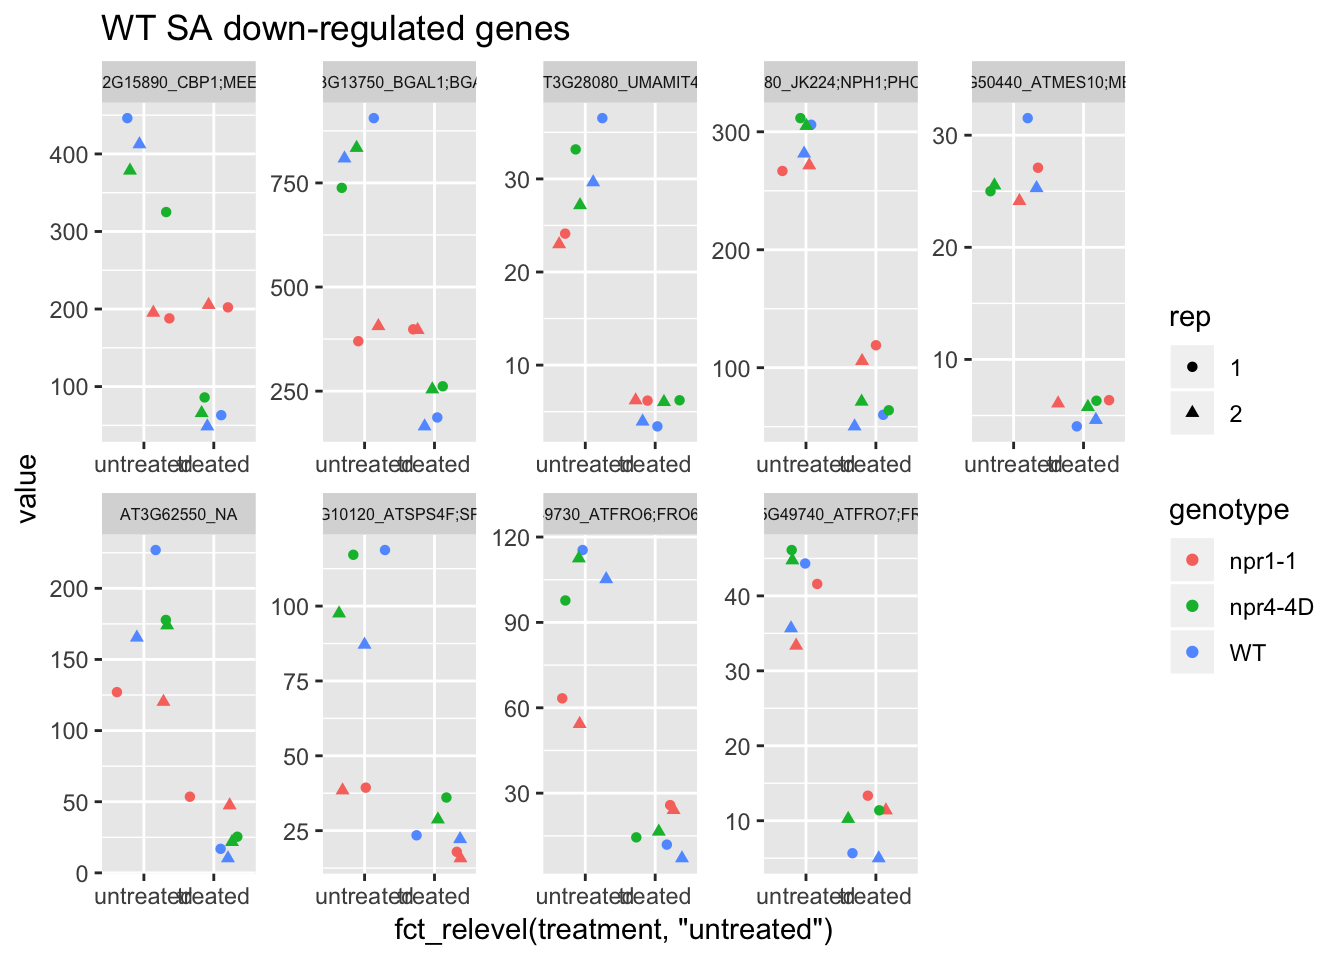 WT SA down-regulated genes
2G15890_CBP1;MEE
3G13750_BGAL1;BGA
T3G28080_UMAMIT4
80_JK224;NPH1;PHO
G50440_ATMES10;ME
400
300
200
100
750
500
250
30
20
10
300
200
100
30
20
10
untreated treated
untreated treated
untreated treated
untreated treated
untreated treated
value
AT3G62550_NA
G10120_ATSPS4F;SP
9730_ATFRO6;FRO6
5G49740_ATFRO7;FR
200
150
100
50
0
100
75
50
25
120
90
60
30
40
30
20
10
untreated treated
untreated treated
untreated treated
untreated treated
fct_relevel(treatment, "untreated")
rep
1
2
genotype
npr1-1
npr4-4D
WT